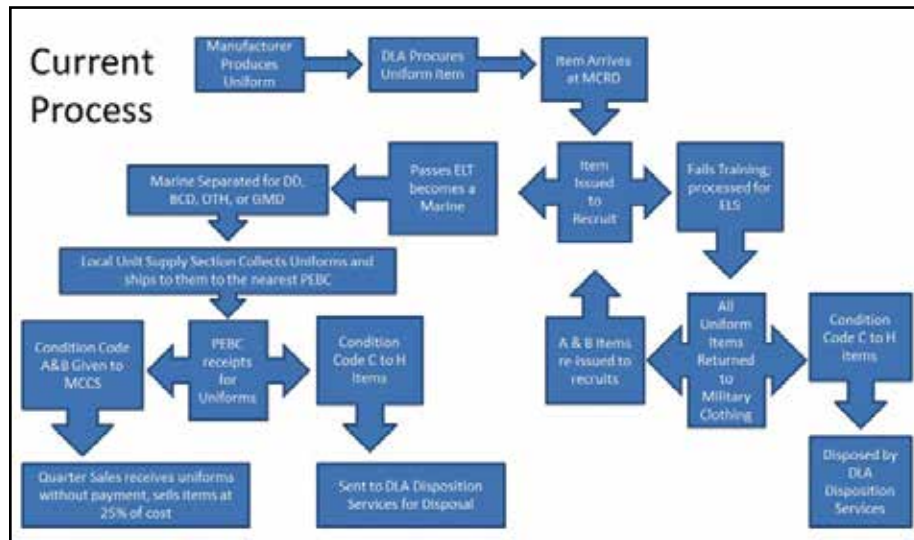 Current
Process
Manufacturer
Produces
Uniform
DLA Procures
Uniform Item
Item Arrives
at MCRD
Marine Separated for DD,
BCD, OTH, or GMD
Passes ELT
becomes a
Marine
Item
Issued
to
Recruit
Fails Training;
processed for
ELS
Local Unit Supply Section Collects Uniforms and
ships to them to the nearest PEBC
Condition Code
A&B Given to
MCCS
PEBC
receipts
for
Uniforms
Condition
Code C to H
Items
A & B Items
re-issued to
recruits
All
Uniform
Items
Returned
to
Military
Clothing
Condition
Code C to H
Items
Quarter Sales receives uniforms
without payment, sells items at
25% of cost
Sent to DLA Disposition
Services for Disposal
Disposed by
DLA
Disposition
Services